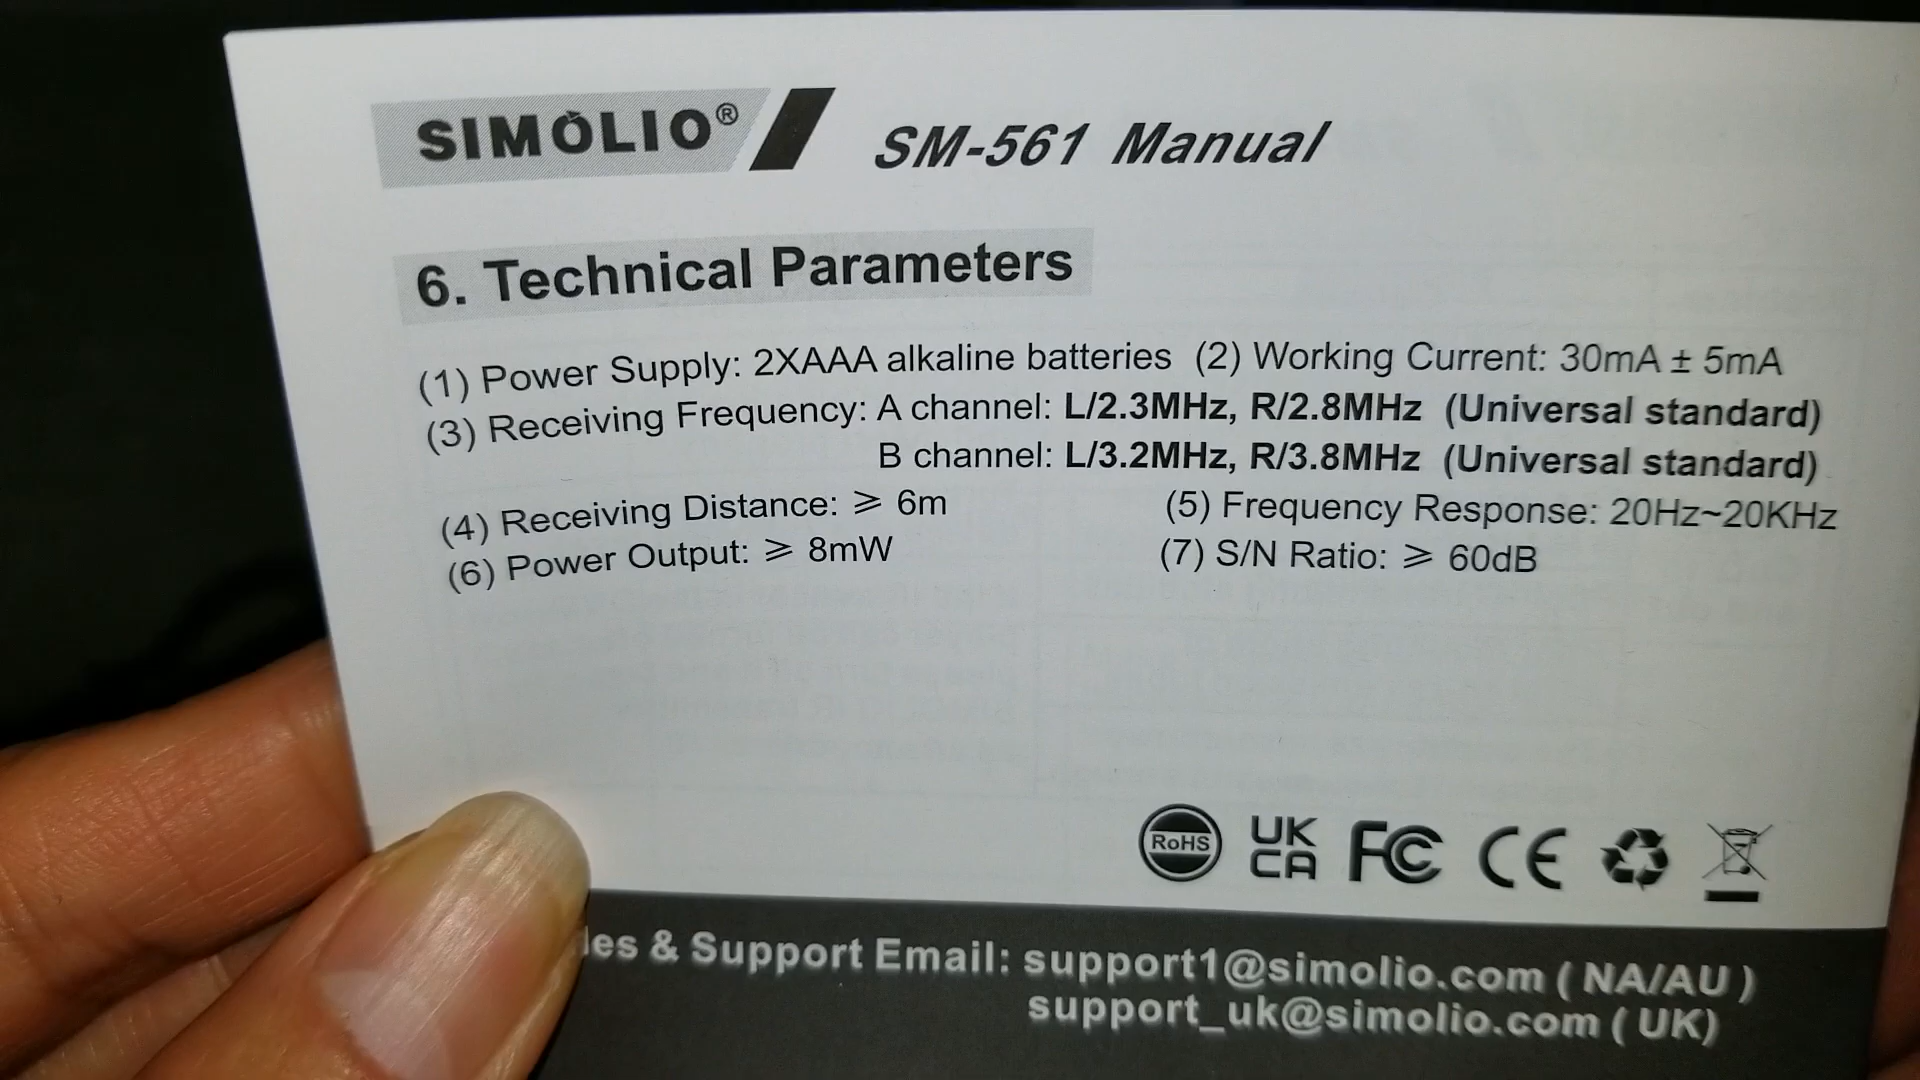 SIMOLIO® SM-561 Manual
6. Technical Parameters
(1) Power Supply: 2XAAA alkaline batteries (2) Working Current: 30mA ± 5mA
(3) Receiving Frequency: A channel: L/2.3MHz, R/2.8MHz (Universal standard)
B channel: L/3.2MHz, R/3.8MHz (Universal standard)
(4) Receiving Distance: ⩾ 6m (5) Frequency Response: 20Hz~20KHz
(6) Power Output: ⩾ 8mW (7) S/N Ratio: ⩾ 60dB
RoHS UK CA FC CE
& Support Email: support1@simolio.com ( NA/AU )
support_uk@simolio.com ( UK)